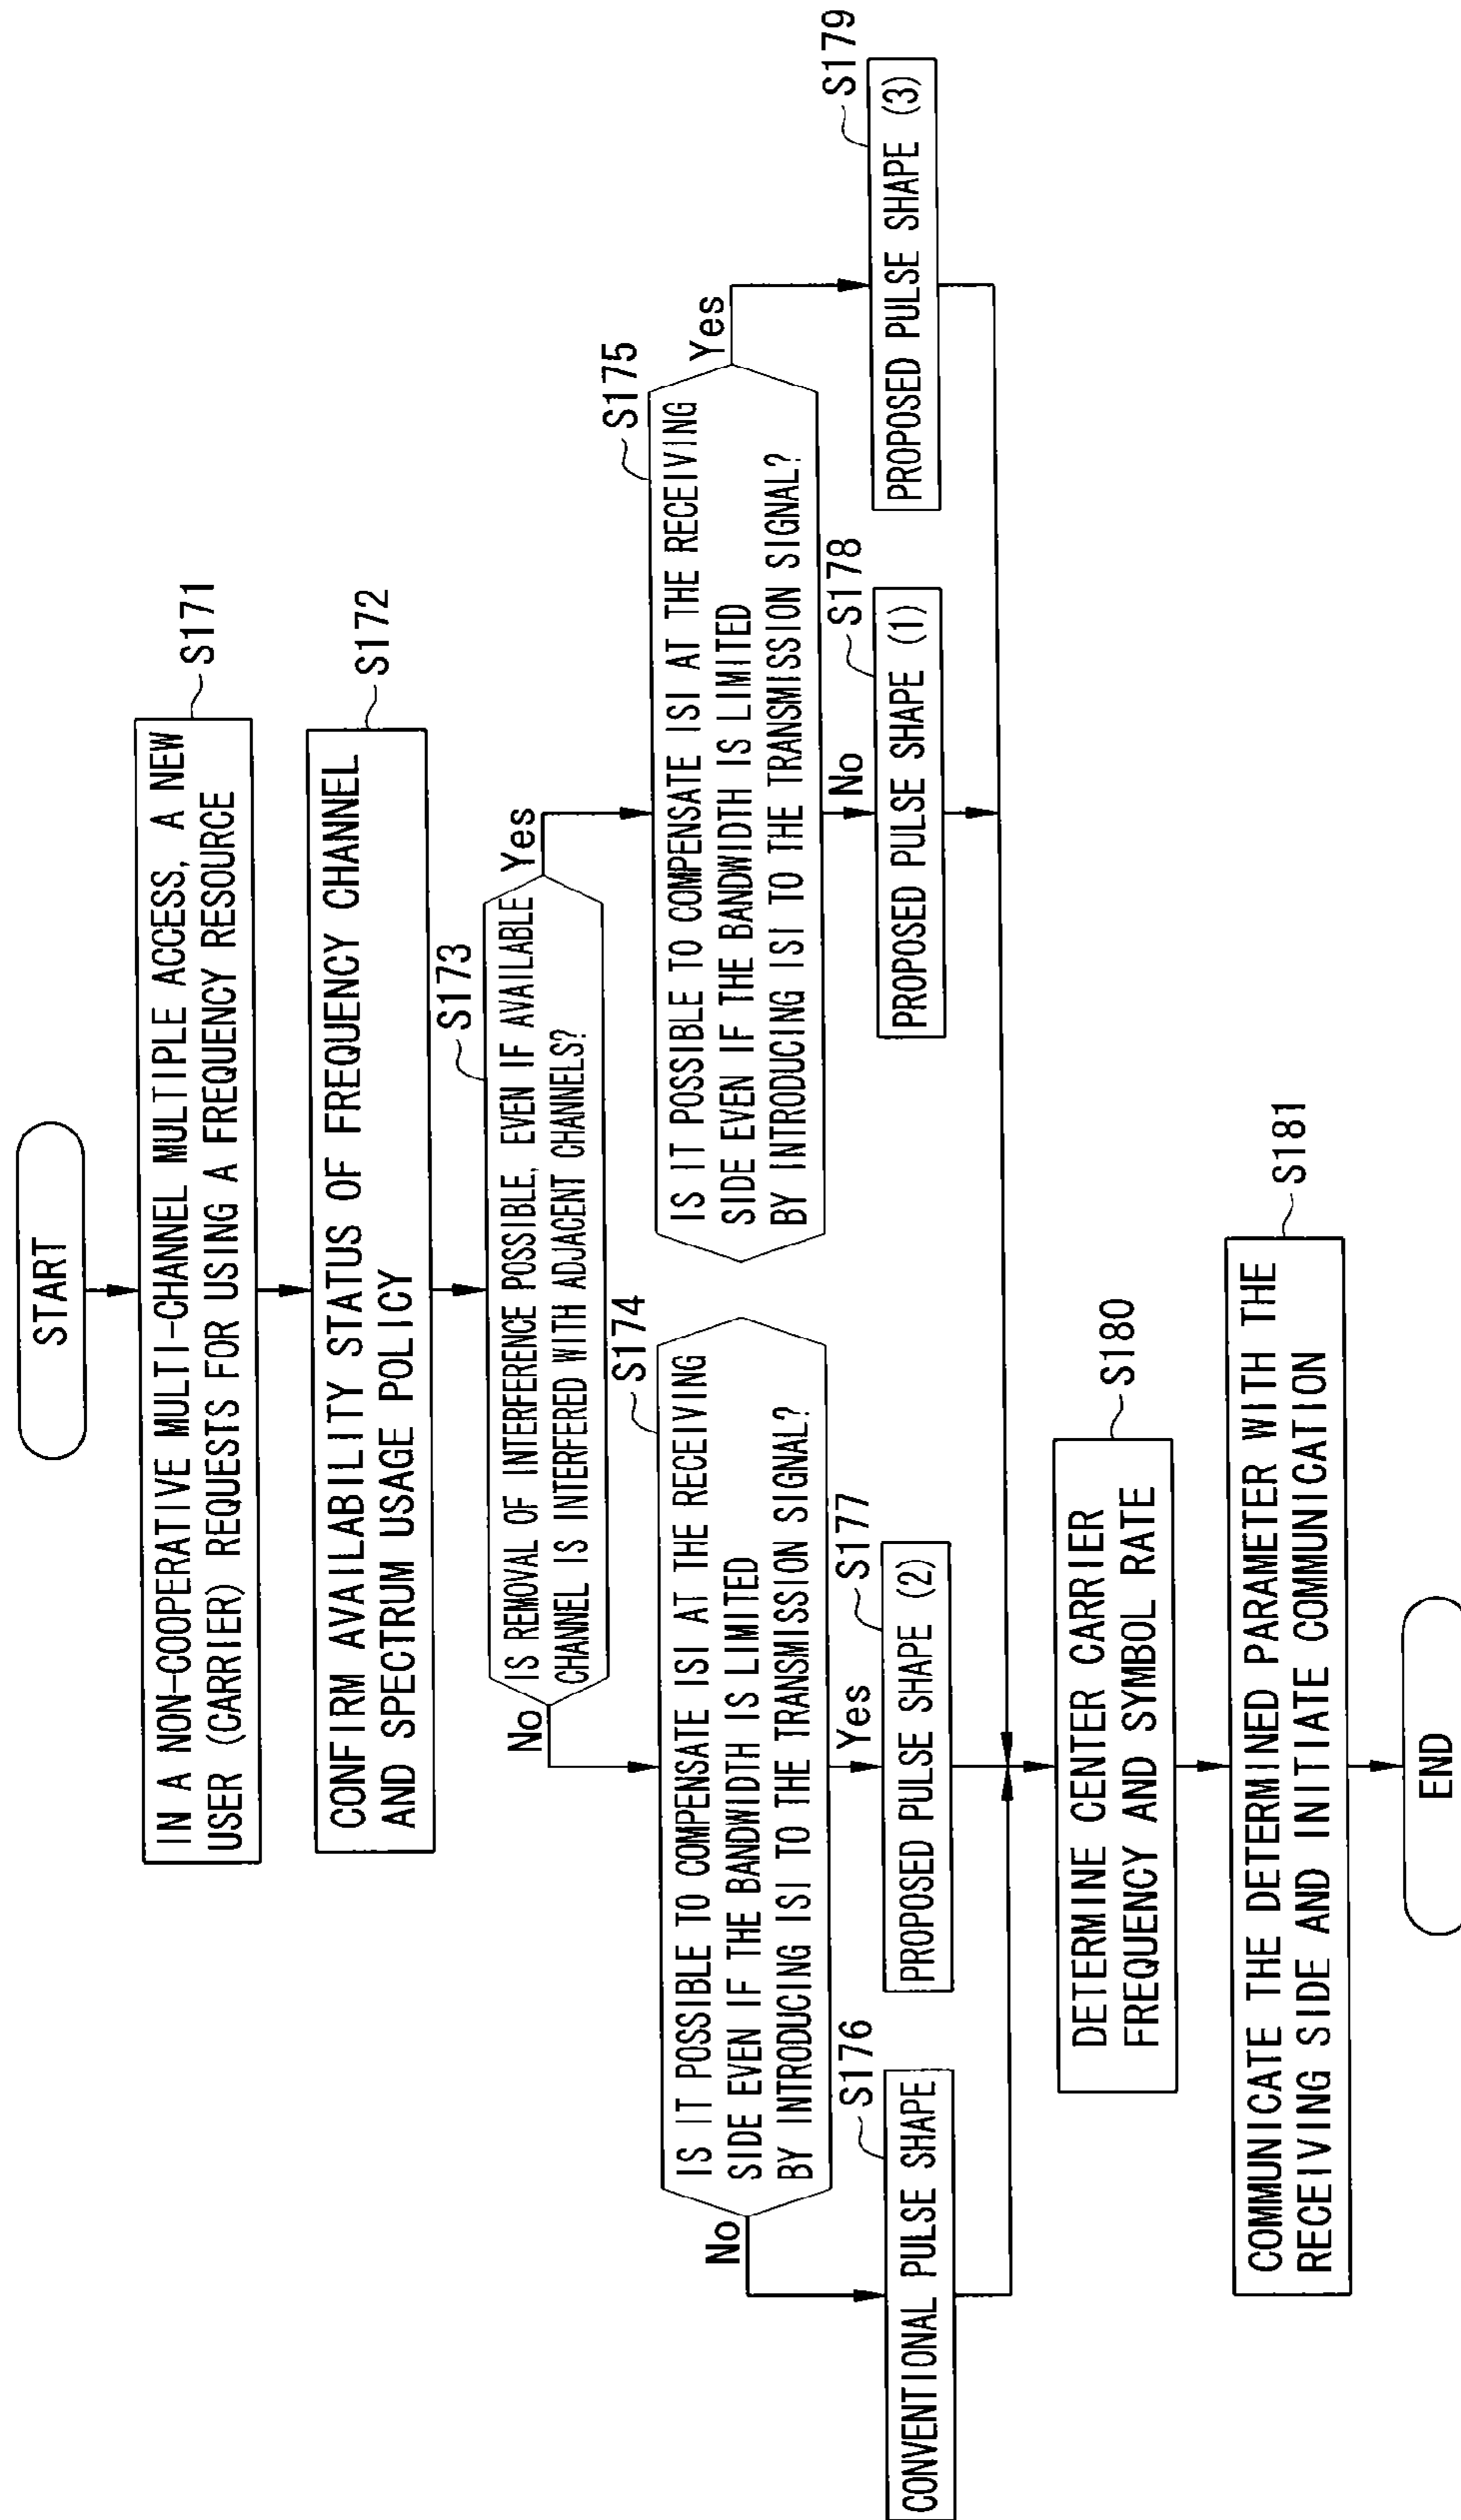 START
S171
IN A NON-COOPERATIVE MULTI-CHANNEL MULTIPLE ACCESS, A NEW
USER (CARRIER) REQUESTS FOR USING A FREQUENCY RESOURCE
S172
CONFIRM AVAILABILITY STATUS OF FREQUENCY CHANNEL
AND SPECTRUM USAGE POLICY
S173
IS REMOVAL OF INTERFERENCE POSSIBLE, EVEN IF AVAILABLE
CHANNEL IS INTERFERED WITH ADJACENT CHANNELS?
No
Yes
S174
IS IT POSSIBLE TO COMPENSATE ISI AT THE RECEIVING
SIDE EVEN IF THE BANDWIDTH IS LIMITED
BY INTRODUCING ISI TO THE TRANSMISSION SIGNAL?
S175
IS IT POSSIBLE TO COMPENSATE ISI AT THE RECEIVING
SIDE EVEN IF THE BANDWIDTH IS LIMITED
BY INTRODUCING ISI TO THE TRANSMISSION SIGNAL?
No
Yes
No
Yes
S176
CONVENTIONAL PULSE SHAPE
S177
PROPOSED PULSE SHAPE (2)
S178
PROPOSED PULSE SHAPE (1)
S179
PROPOSED PULSE SHAPE (3)
S180
DETERMINE CENTER CARRIER
FREQUENCY AND SYMBOL RATE
S181
COMMUNICATE THE DETERMINED PARAMETER WITH THE
RECEIVING SIDE AND INITIATE COMMUNICATION
END